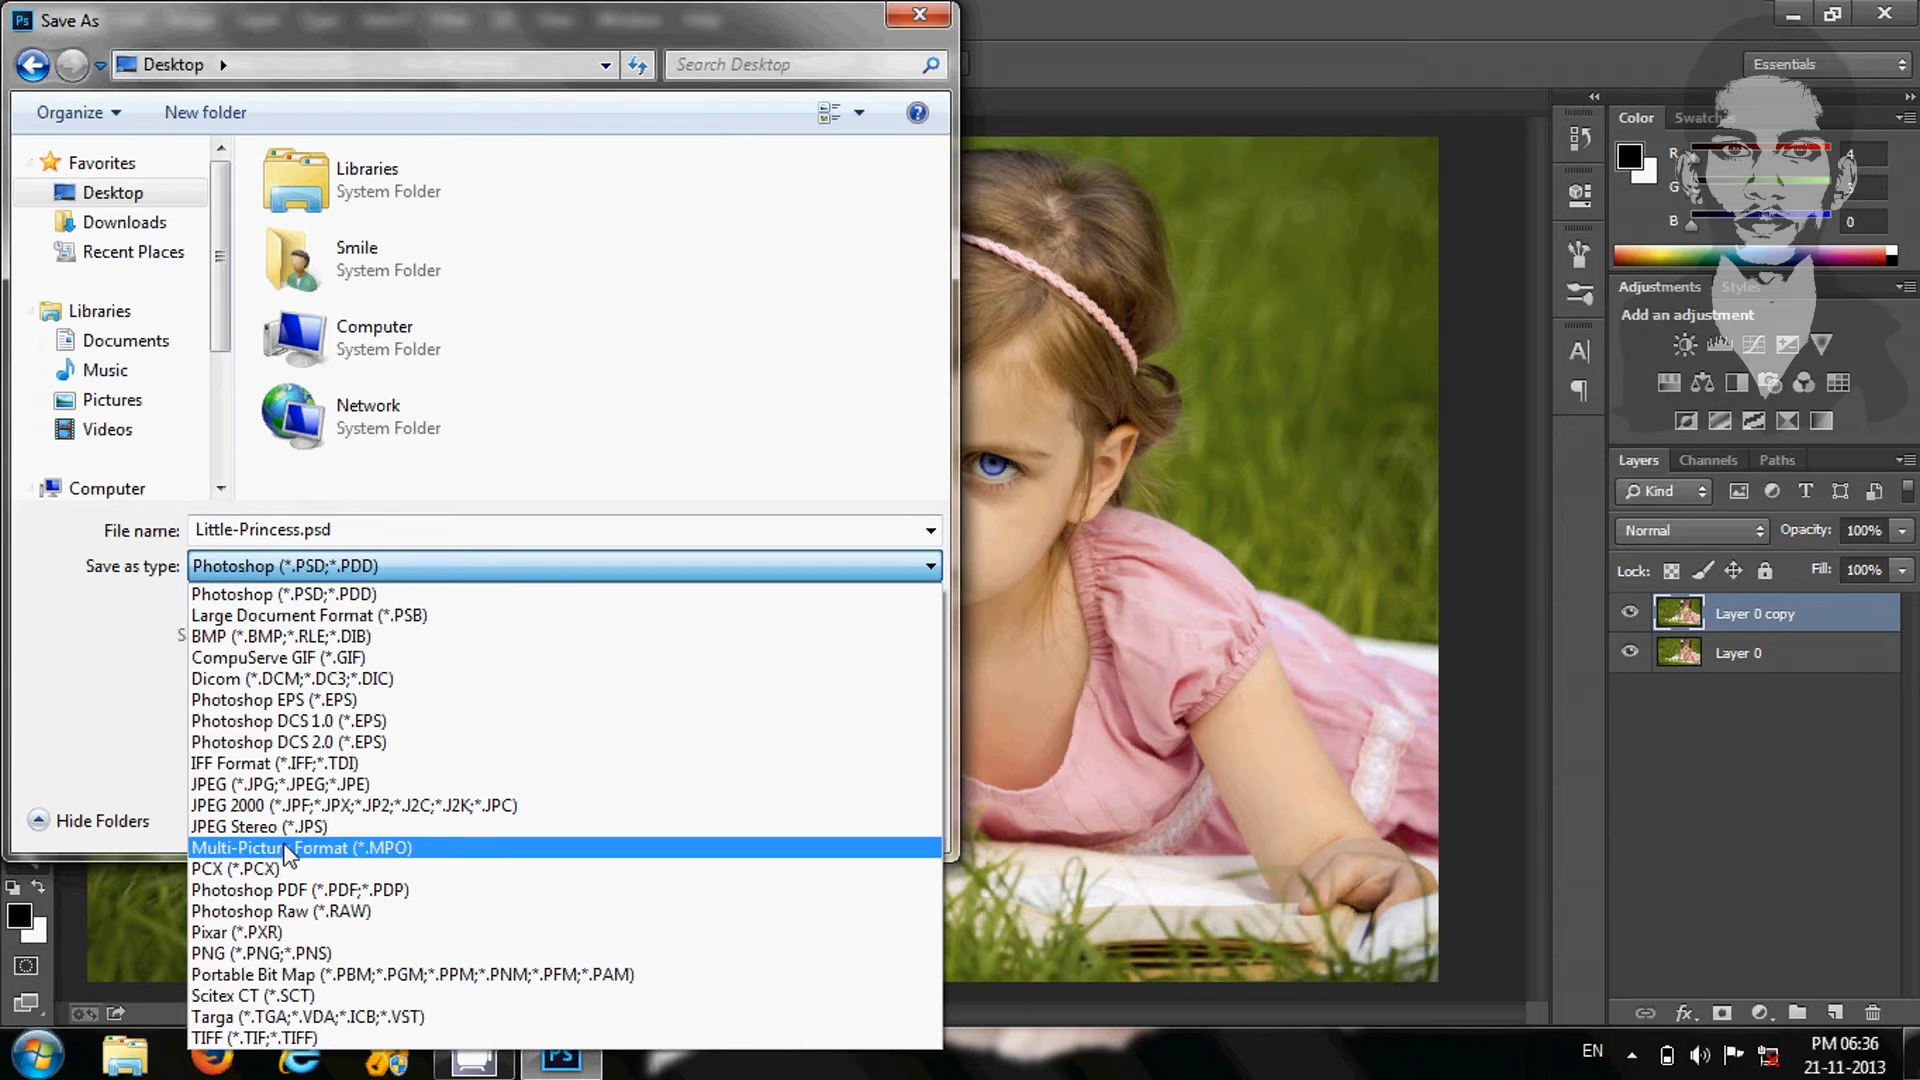 Save As
Desktop
Search Desktop
Essentials
Organize
New folder
Favorites
Desktop
Downloads
Recent Places
Libraries
Documents
Music
Pictures
Videos
Computer
Libraries
System Folder
Smile
System Folder
Computer
System Folder
Network
System Folder
File name: Little-Princess.psd
Save as type: Photoshop (*.PSD;*.PDD)
Photoshop (*.PSD;*.PDD)
Large Document Format (*.PSB)
BMP (*.BMP;*.RLE;*.DIB)
CompuServe GIF (*.GIF)
Dicom (*.DCM;*.DC3;*.DIC)
Photoshop EPS (*.EPS)
Photoshop DCS 1.0 (*.EPS)
Photoshop DCS 2.0 (*.EPS)
IFF Format (*.IFF;*.TDI)
JPEG (*.JPG;*.JPEG;*.JPE)
JPEG 2000 (*.JPF;*.JPX;*.JP2;*.J2C;*.J2K;*.JPC)
JPEG Stereo (*.JPS)
Multi-Picture Format (*.MPO)
PCX (*.PCX)
Photoshop PDF (*.PDF;*.PDP)
Photoshop Raw (*.RAW)
Pixar (*.PXR)
PNG (*.PNG;*.PNS)
Portable Bit Map (*.PBM;*.PGM;*.PPM;*.PNM;*.PFM;*.PAM)
Scitex CT (*.SCT)
Targa (*.TGA;*.VDA;*.ICB;*.VST)
TIFF (*.TIF;*.TIFF)
Hide Folders
Color Swatches
R 4
G
B 0
Adjustments Styles
Add an adjustment
Layers Channels Paths
Kind
Normal Opacity: 100%
Lock: Fill: 100%
Layer 0 copy
Layer 0
fx
Ps
EN
PM 06:36
21-11-2013